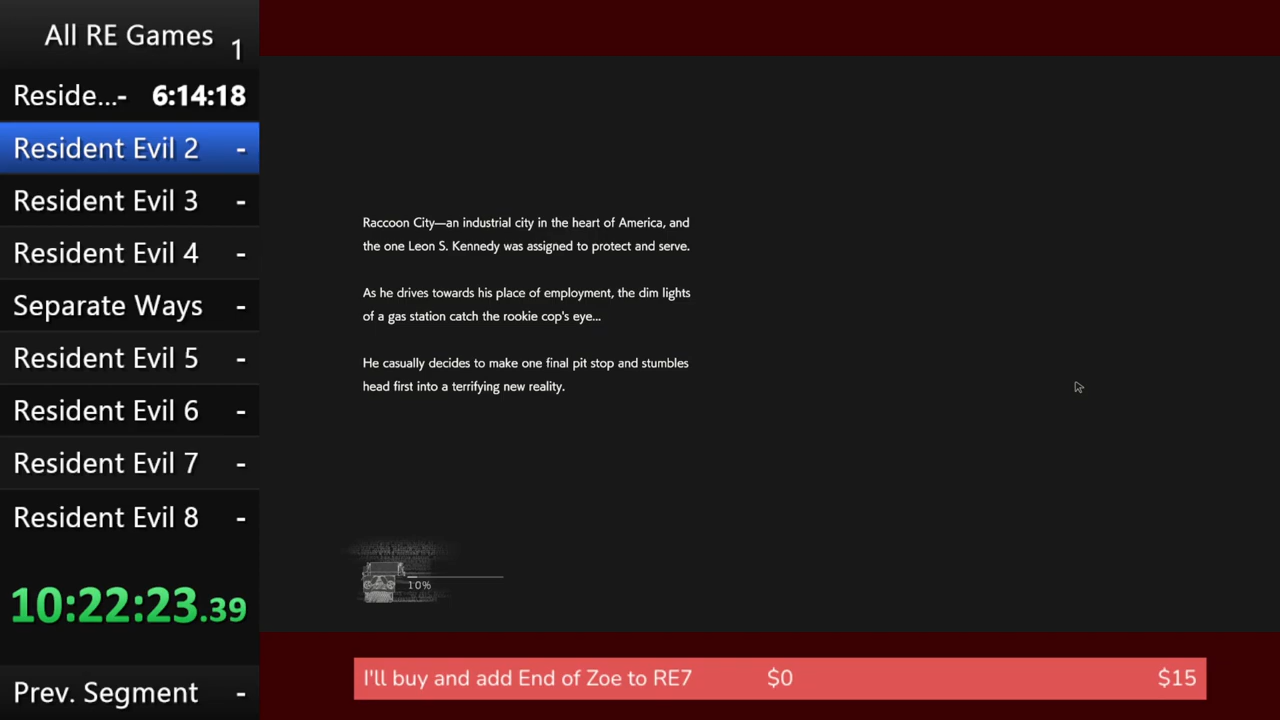 All RE Games
1
Reside...- 6:14:18
Resident Evil 2 -
Resident Evil 3 -
Resident Evil 4 -
Separate Ways -
Resident Evil 5 -
Resident Evil 6 -
Resident Evil 7 -
Resident Evil 8 -
10:22:23.39
Prev. Segment -
Raccoon City—an industrial city in the heart of America, and
the one Leon S. Kennedy was assigned to protect and serve.
As he drives towards his place of employment, the dim lights
of a gas station catch the rookie cop's eye...
He casually decides to make one final pit stop and stumbles
head first into a terrifying new reality.
10%
I'll buy and add End of Zoe to RE7 $0 $15